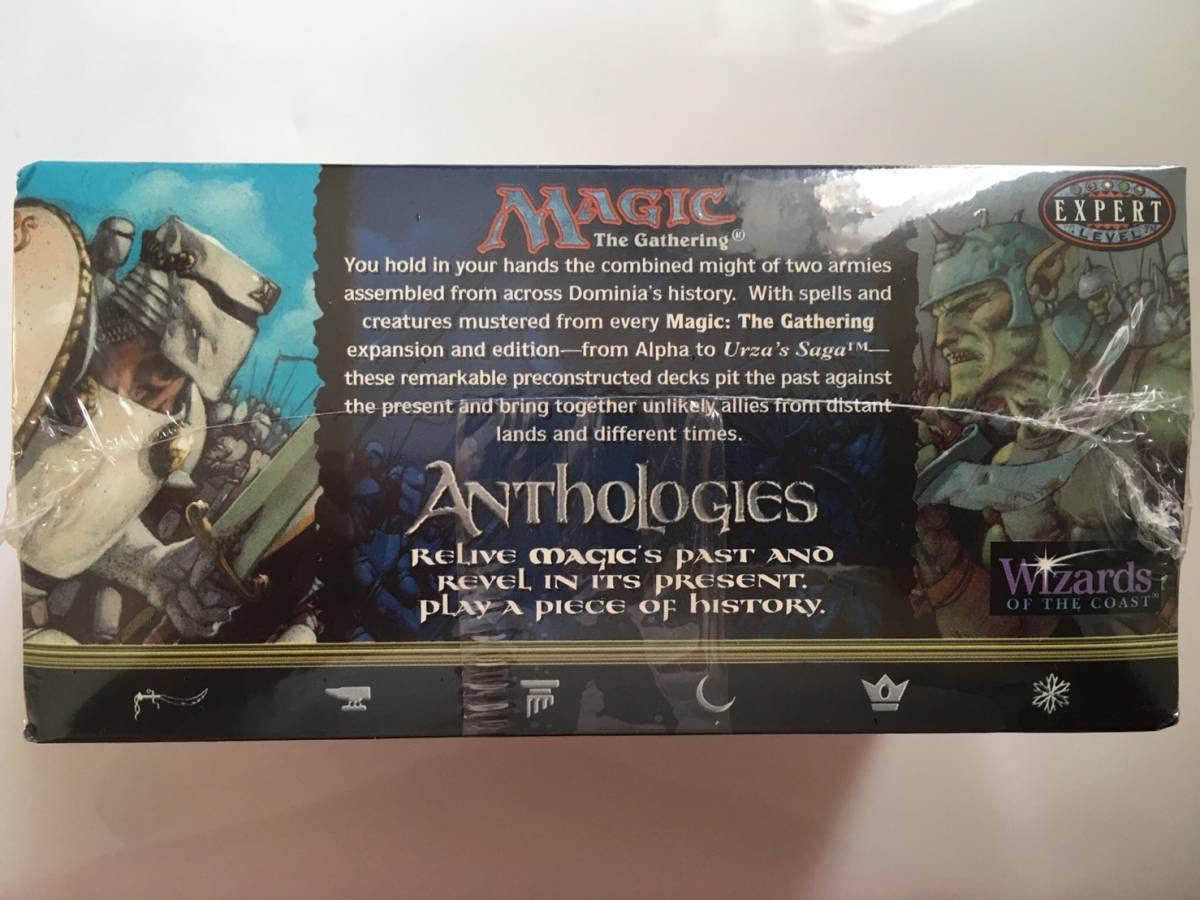 MAGIC
The Gathering®
EXPERT
LEVEL
You hold in your hands the combined might of two armies
assembled from across Dominia's history. With spells and
creatures mustered from every Magic: The Gathering
expansion and edition—from Alpha to Urza's Saga™—
these remarkable preconstructed decks pit the past against
the present and bring together unlikely allies from distant
lands and different times.
ANTHOLOGIES
RELIVE MAGIC'S PAST AND
REVEL IN ITS PRESENT.
PLAY A PIECE OF HISTORY.
WIZARDS
OF THE COAST®